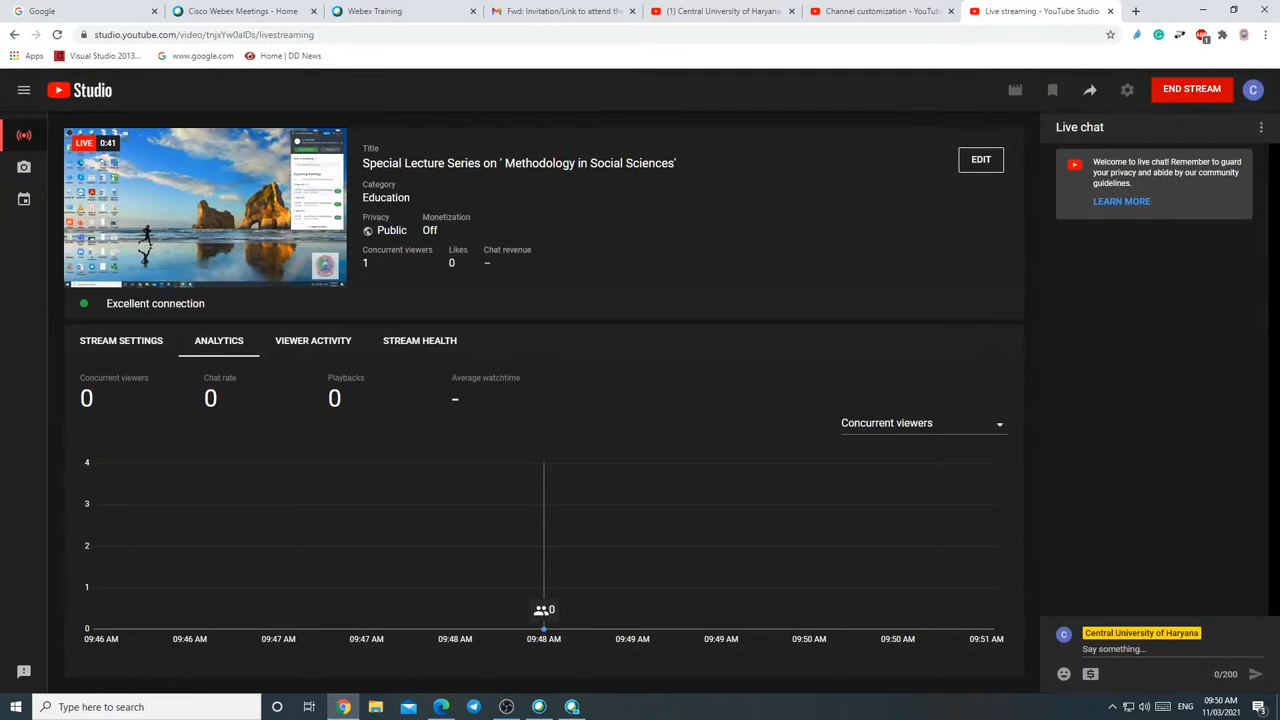 Google
Cisco Webex Meetings - Home
Webex Training
Fwd: Invitation/Link to attend th
(1) Central University of Haryana
Channel customization - YouTub
Live streaming - YouTube Studio
studio.youtube.com/video/tnjxYw0aIDs/livestreaming
Apps
Visual Studio 2013...
www.google.com
Home | DD News
Studio
END STREAM
C
LIVE 0:41
Title
Special Lecture Series on ' Methodology in Social Sciences'
EDIT
Category
Education
Privacy
Monetization
Public
Off
Concurrent viewers
Likes
Chat revenue
1
0
–
Excellent connection
STREAM SETTINGS
ANALYTICS
VIEWER ACTIVITY
STREAM HEALTH
Concurrent viewers
Chat rate
Playbacks
Average watchtime
0
0
0
-
Concurrent viewers
4
3
2
1
0
0
09:46 AM
09:46 AM
09:47 AM
09:47 AM
09:48 AM
09:48 AM
09:49 AM
09:49 AM
09:50 AM
09:50 AM
09:51 AM
Live chat
Welcome to live chat! Remember to guard
your privacy and abide by our community
guidelines.
LEARN MORE
C
Central University of Haryana
Say something...
0/200
Type here to search
ENG
09:50 AM
11/03/2021